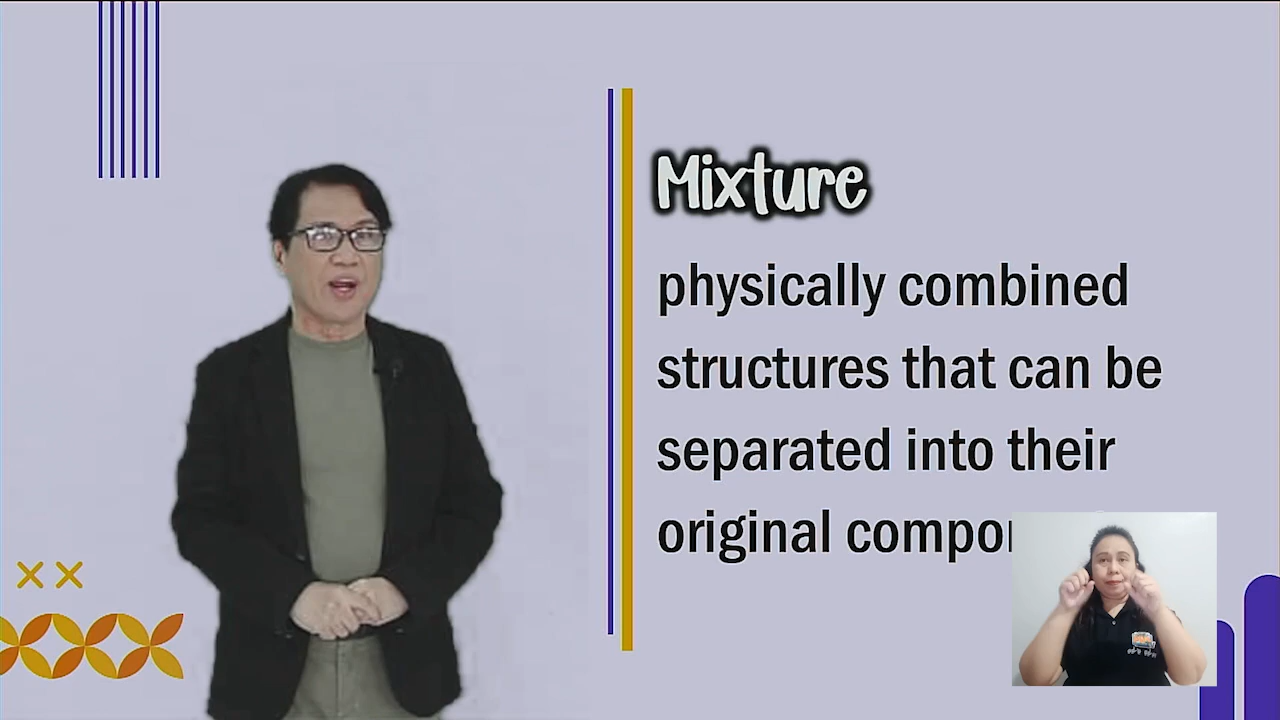 Mixture
physically combined
structures that can be
separated into their
original